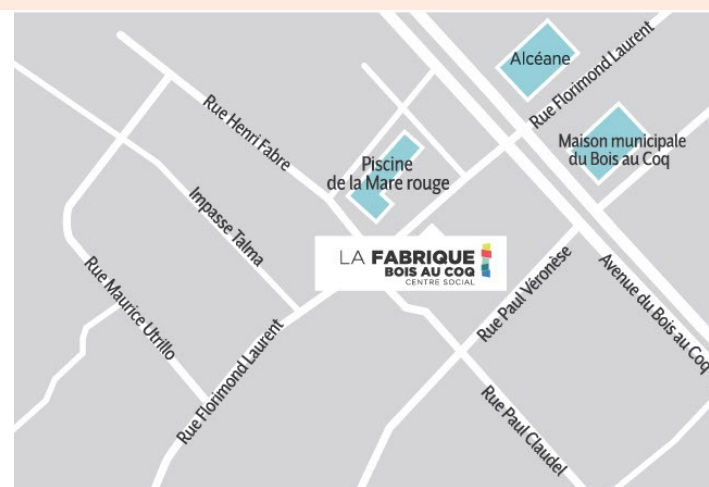 Alcéane
Rue Florimond Laurent
Maison municipale
du Bois au Coq
Rue Henri Fabre
Piscine
de la Mare rouge
Impasse Talma
LA FABRIQUE
BOIS AU COQ
CENTRE SOCIAL
Rue Paul Véronèse
Avenue du Bois au Coq
Rue Maurice Utrillo
Rue Florimond Laurent
Rue Paul Claudel